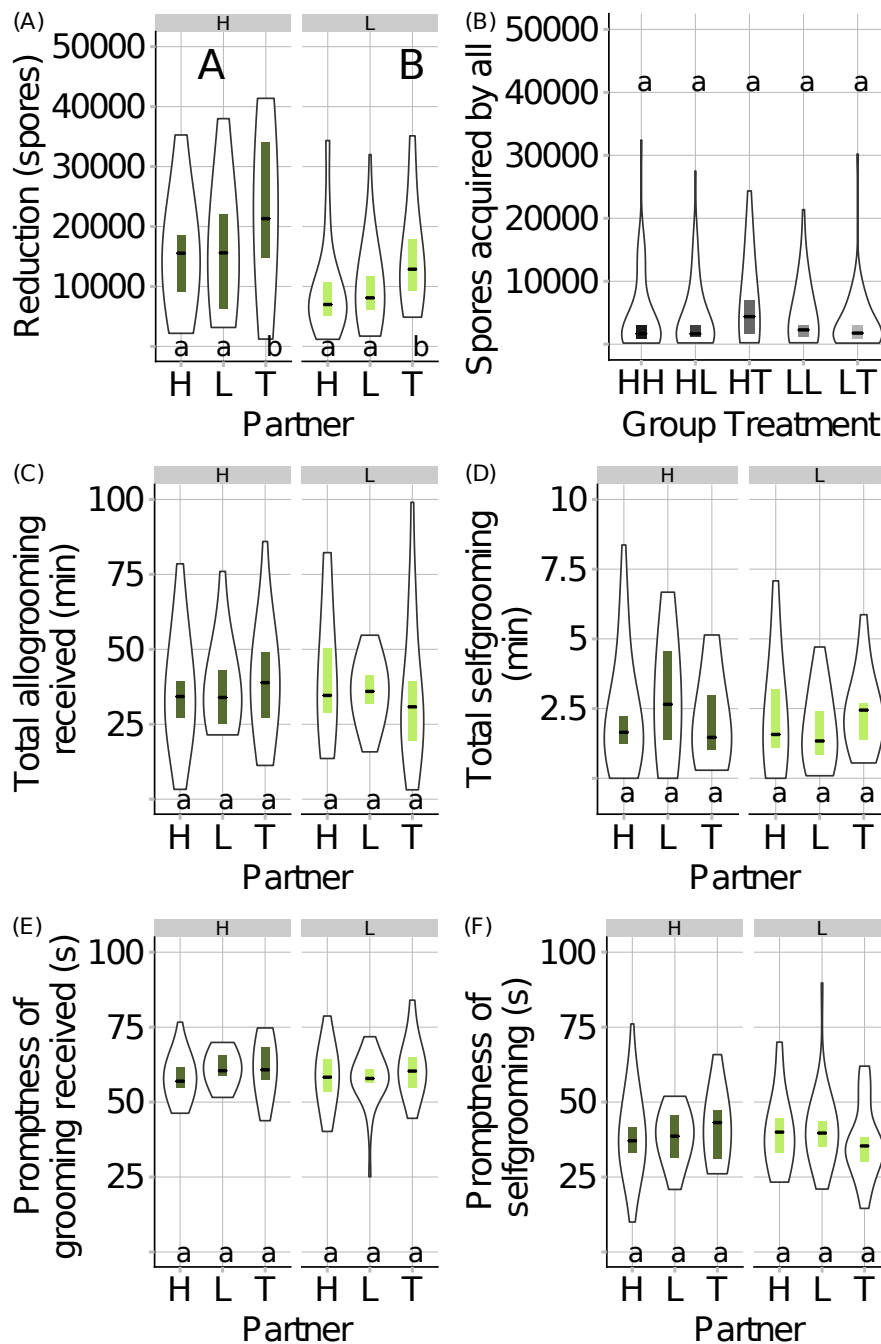 (A)
H
L
A
B
Reduction (spores)
50000
40000
30000
20000
10000
a a b a a b
H L T H L T
Partner
(B)
Spores acquired by all
50000
40000
30000
20000
10000
a a a a a
HH HL HT LL LT
Group Treatment
(C)
H
L
Total allogrooming
received (min)
100
75
50
25
a a a a a a
H L T H L T
Partner
(D)
H
L
Total selfgrooming
(min)
10
7.5
5
2.5
a a a a a a
H L T H L T
Partner
(E)
H
L
Promptness of
grooming received (s)
100
75
50
25
a a a a a a
H L T H L T
Partner
(F)
H
L
Promptness of
selfgrooming (s)
100
75
50
25
a a a a a a
H L T H L T
Partner